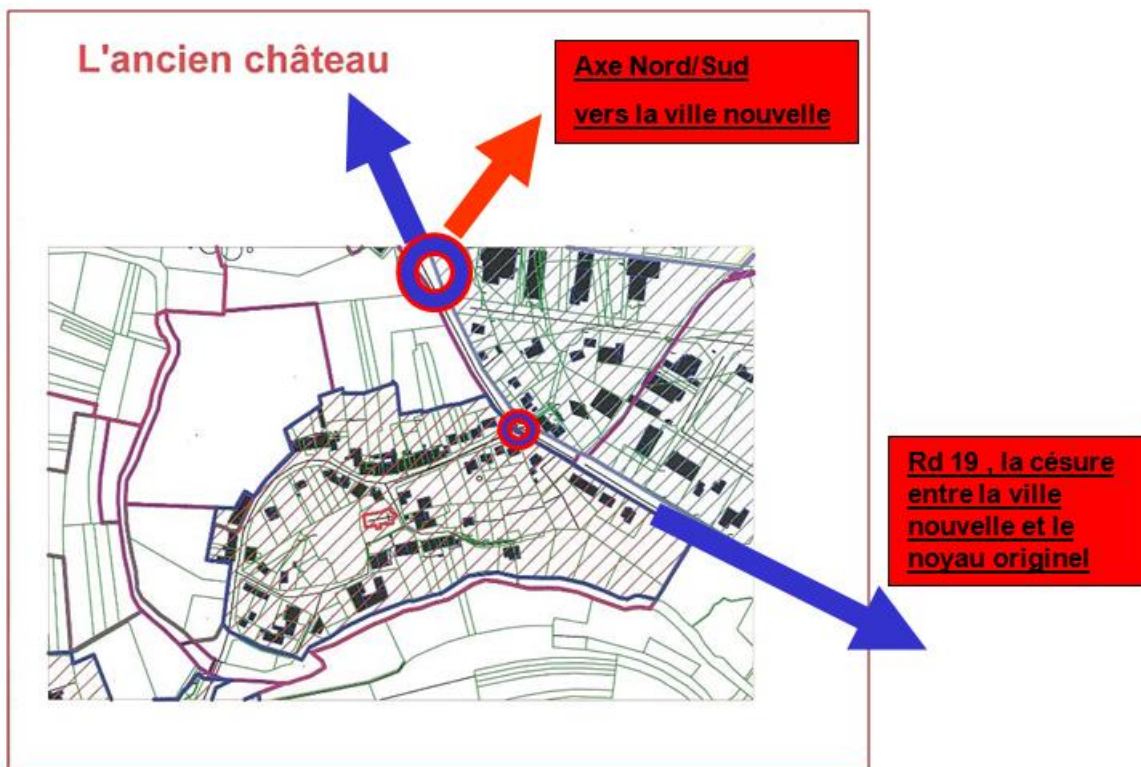 L'ancien château
Axe Nord/Sud
vers la ville nouvelle
Rd 19 , la césure
entre la ville
nouvelle et le
noyau originel